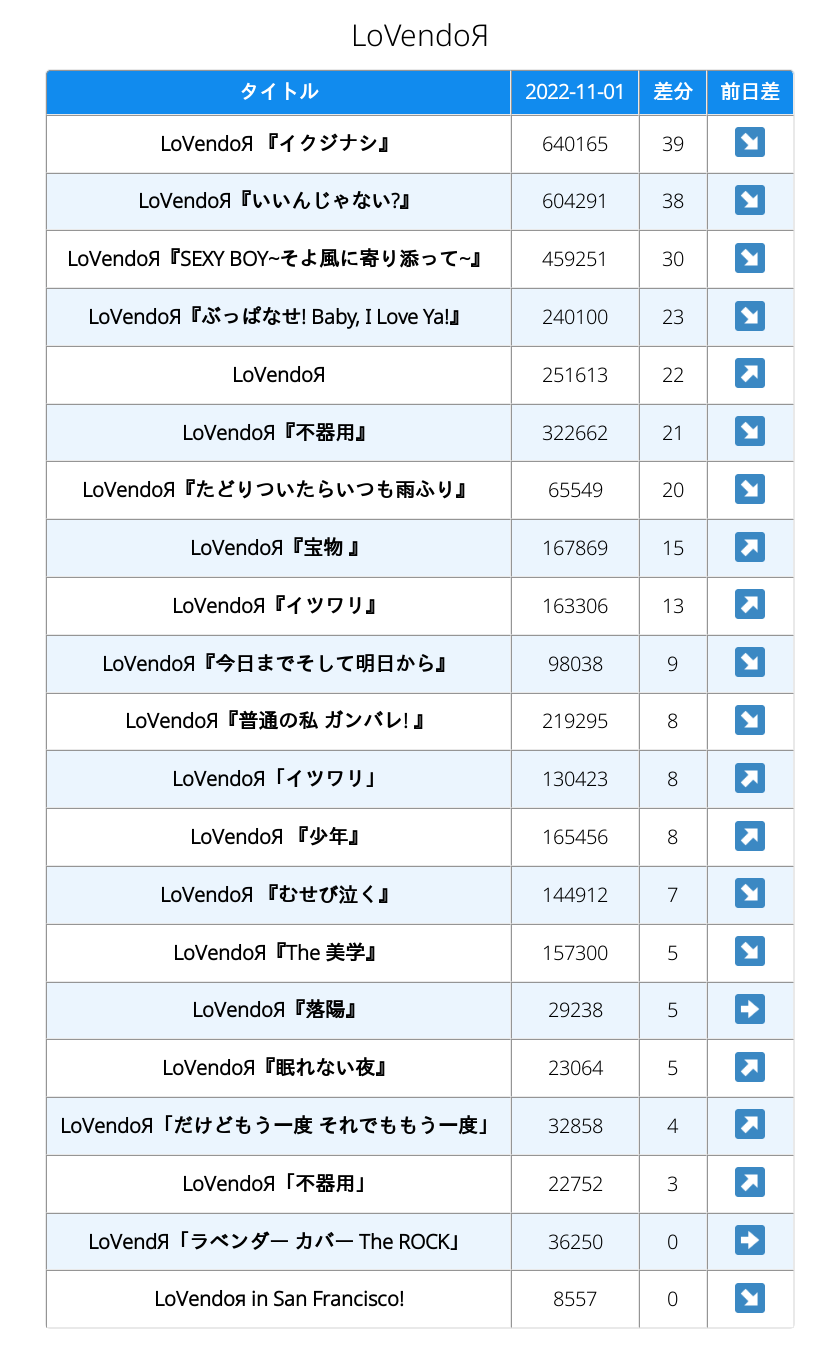 LoVendoЯ
タイトル 2022-11-01 差分 前日差
LoVendoЯ 『イクジナシ』 640165 39 ↘
LoVendoЯ『いいんじゃない?』 604291 38 ↘
LoVendoЯ『SEXY BOY~そよ風に寄り添って~』 459251 30 ↘
LoVendoЯ『ぶっぱなせ! Baby, I Love Ya!』 240100 23 ↘
LoVendoЯ 251613 22 ↗
LoVendoЯ『不器用』 322662 21 ↘
LoVendoЯ『たどりついたらいつも雨ふり』 65549 20 ↘
LoVendoЯ『宝物 』 167869 15 ↗
LoVendoЯ『イツワリ』 163306 13 ↗
LoVendoЯ『今日までそして明日から』 98038 9 ↘
LoVendoЯ『普通の私 ガンバレ! 』 219295 8 ↘
LoVendoЯ「イツワリ」 130423 8 ↗
LoVendoЯ 『少年』 165456 8 ↗
LoVendoЯ 『むせび泣く』 144912 7 ↘
LoVendoЯ『The 美学』 157300 5 ↘
LoVendoЯ『落陽』 29238 5 ➡
LoVendoЯ『眠れない夜』 23064 5 ↗
LoVendoЯ「だけどもう一度 それでももう一度」 32858 4 ↗
LoVendoЯ「不器用」 22752 3 ↗
LoVendЯ「ラベンダー カバー The ROCK」 36250 0 ➡
LoVendoя in San Francisco! 8557 0 ↘